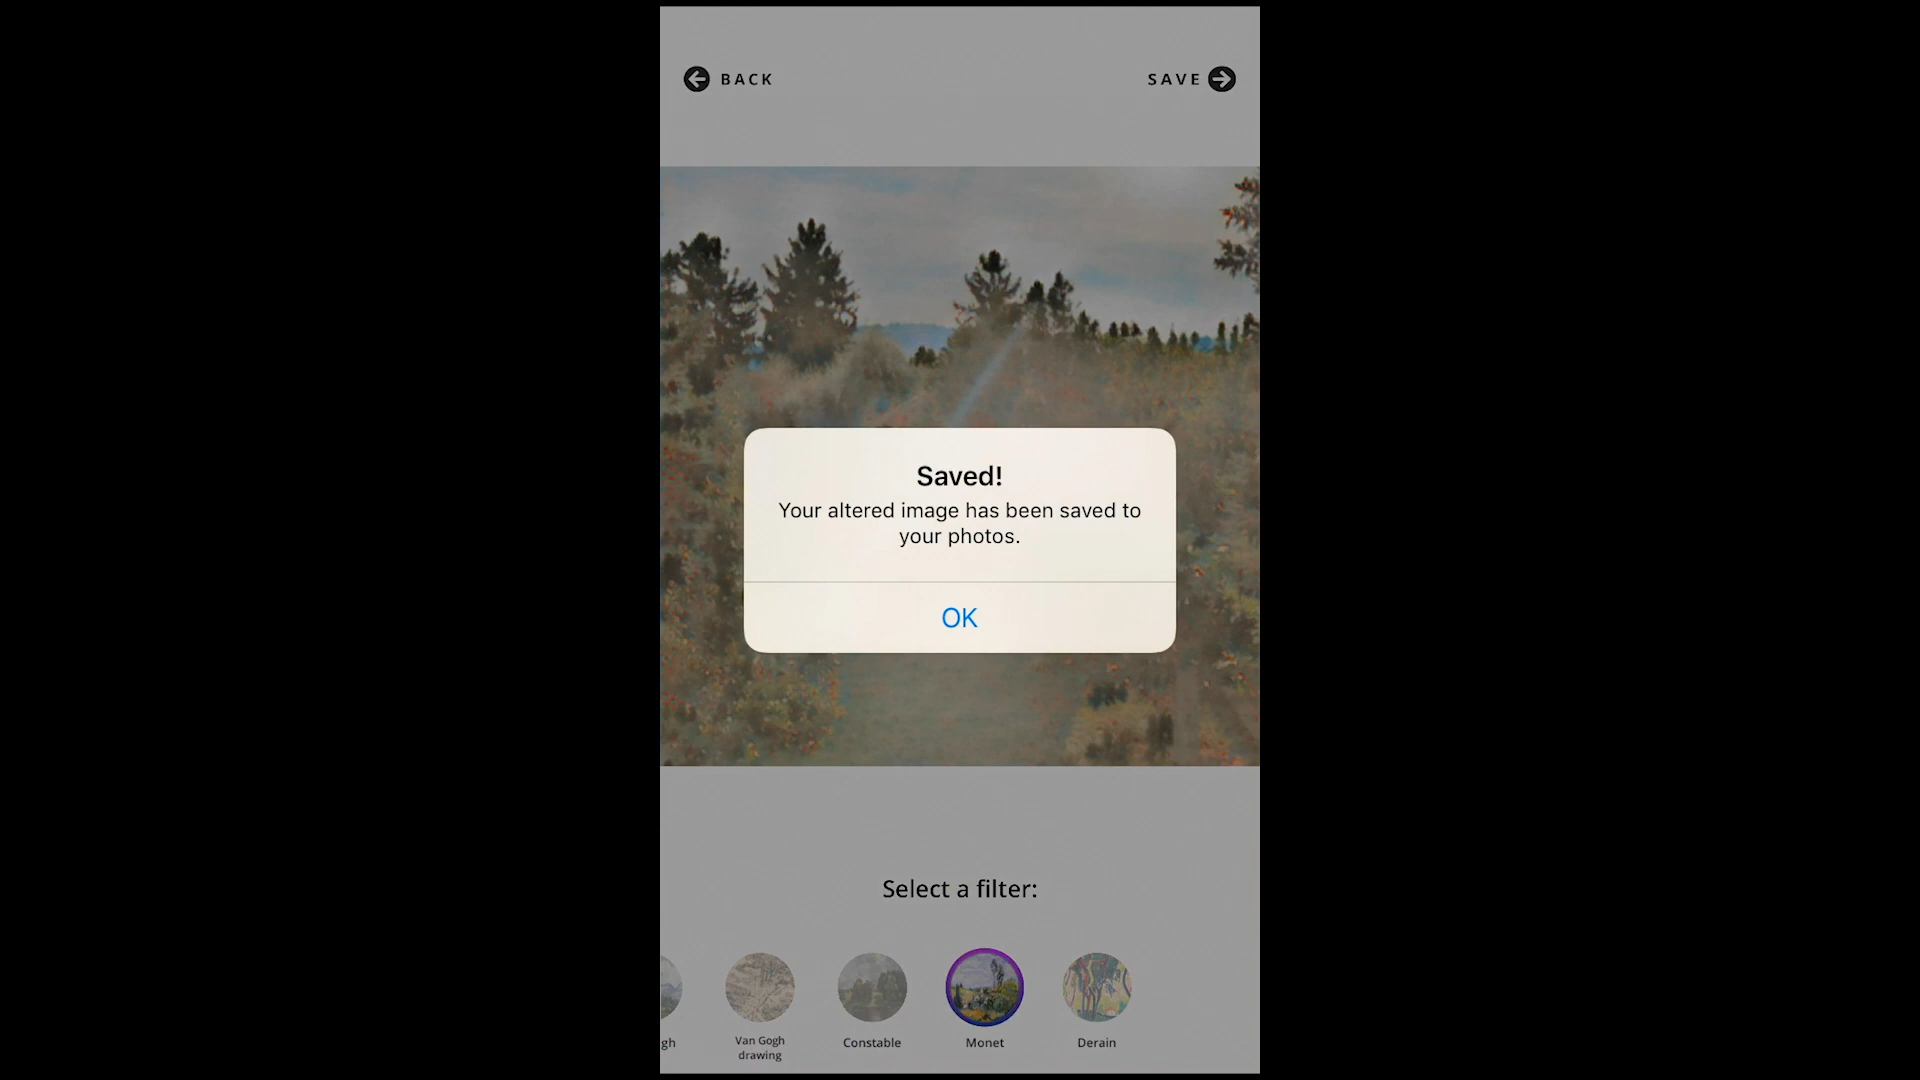 BACK
SAVE
Saved!
Your altered image has been saved to
your photos.
OK
Select a filter:
gh
Van Gogh
drawing
Constable
Monet
Derain